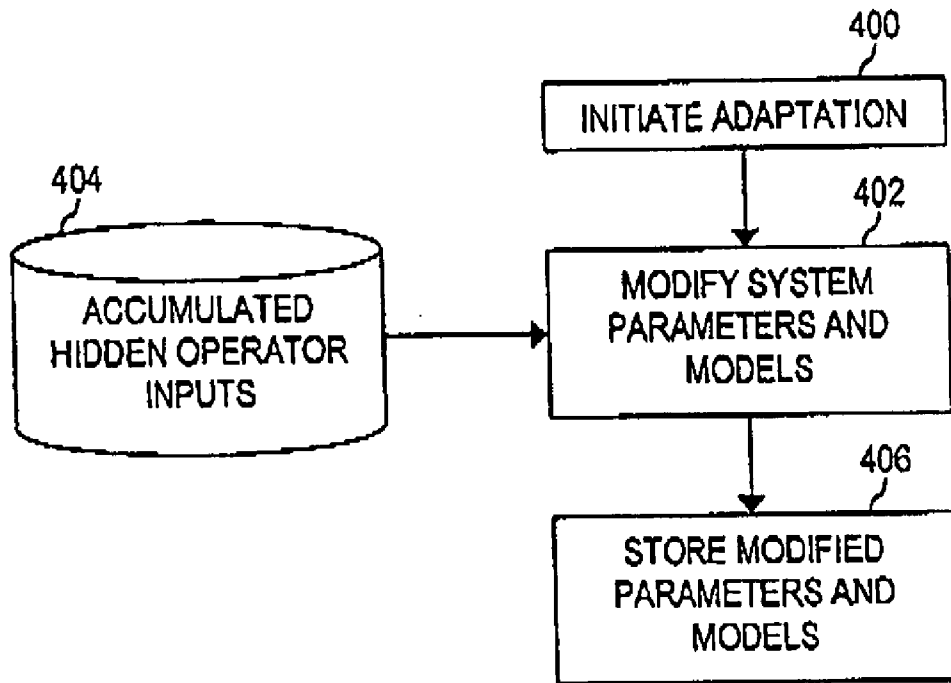 400
INITIATE ADAPTATION
404
402
ACCUMULATED
HIDDEN OPERATOR
INPUTS
MODIFY SYSTEM
PARAMETERS AND
MODELS
406
STORE MODIFIED
PARAMETERS AND
MODELS